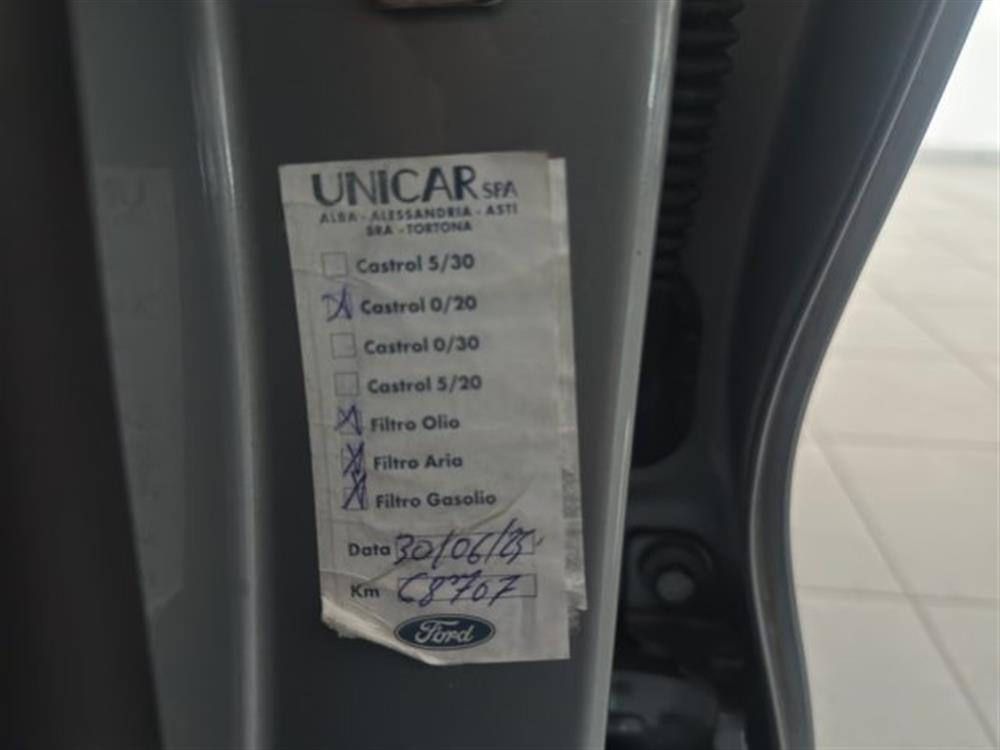 UNICAR SPA
ALBA - ALESSANDRIA - ASTI
BRA - TORTONA
Castrol 5/30
Castrol 0/20
Castrol 0/30
Castrol 5/20
Filtro Olio
Filtro Aria
Filtro Gasolio
Data 30/06/25
Km 68707
Ford